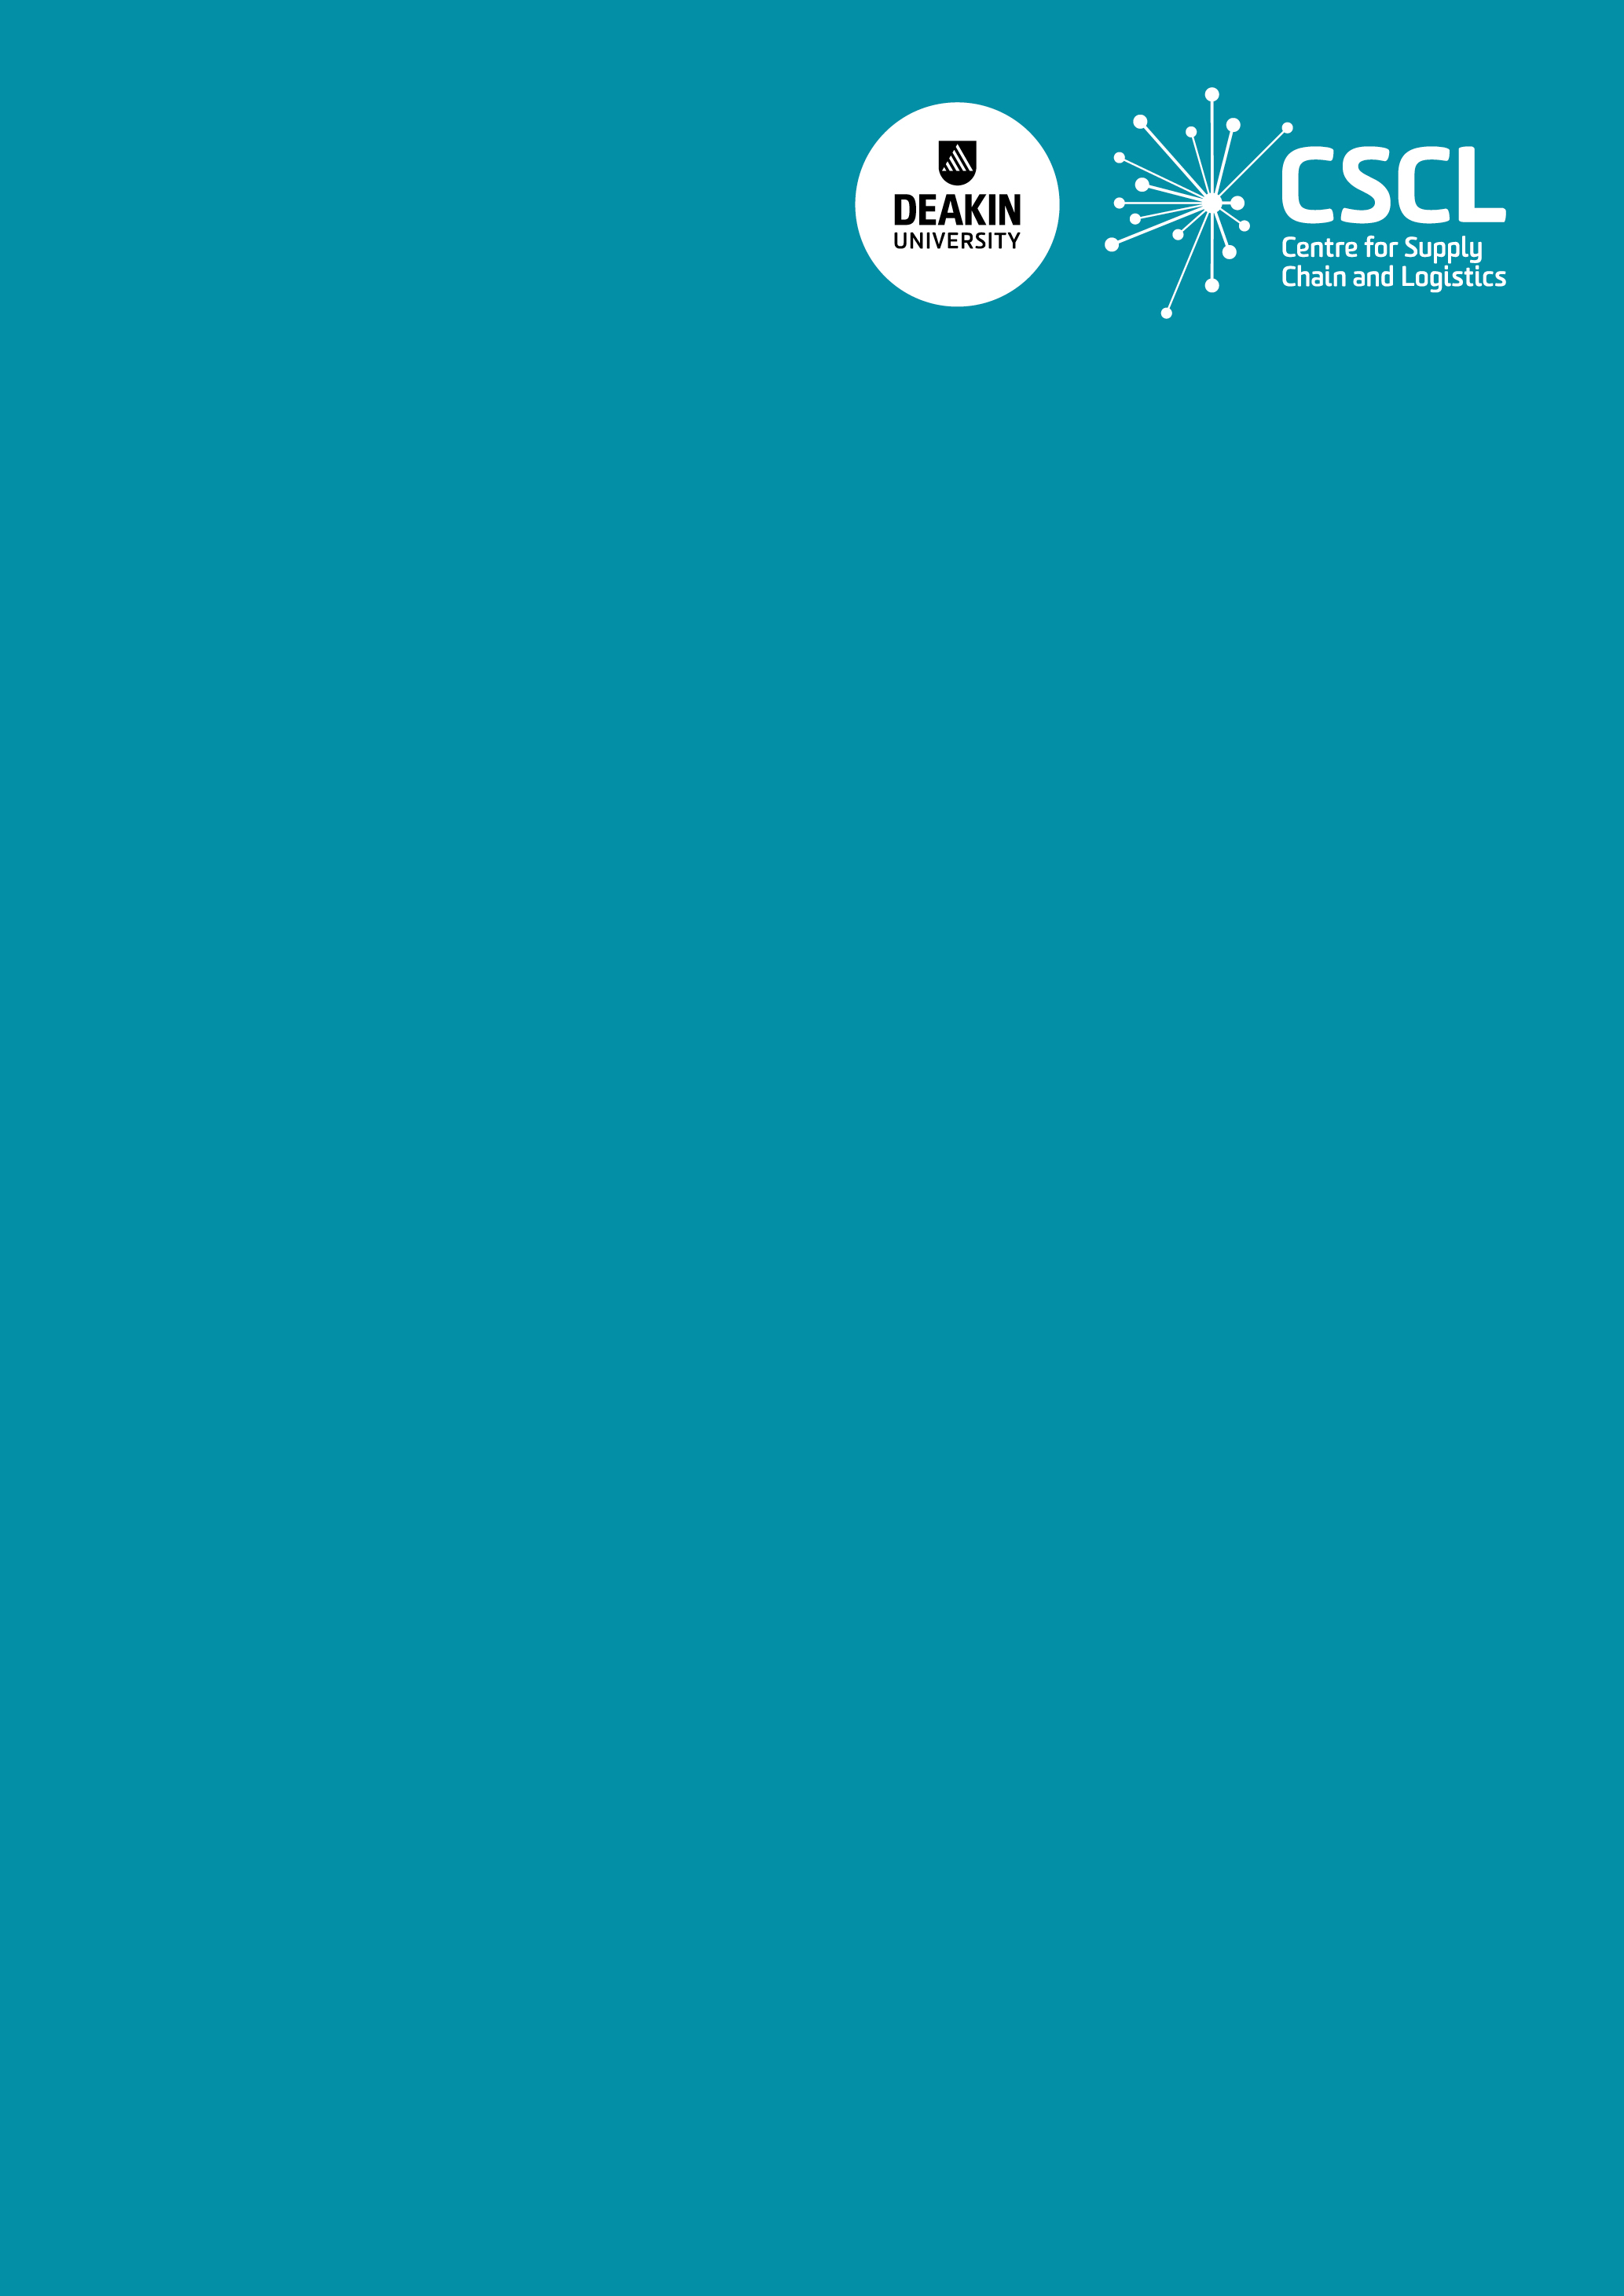 DEAKIN
UNIVERSITY
CSCL
Centre for Supply
Chain and Logistics